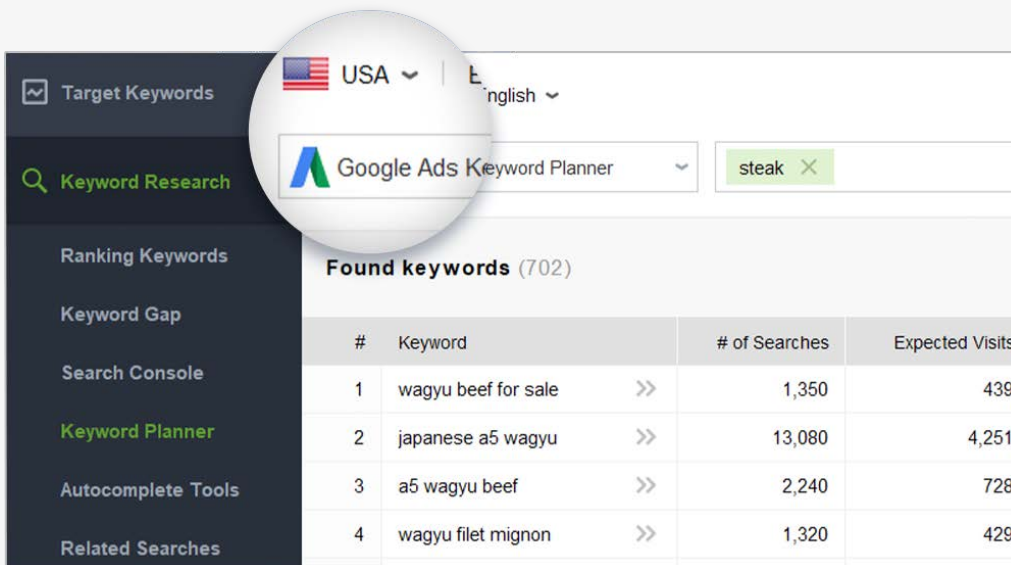 Target Keywords
Keyword Research
Ranking Keywords
Keyword Gap
Search Console
Keyword Planner
Autocomplete Tools
Related Searches
USA
English
Google Ads Keyword Planner
steak
Found keywords (702)
# Keyword # of Searches Expected Visits
1 wagyu beef for sale 1,350 439
2 japanese a5 wagyu 13,080 4,251
3 a5 wagyu beef 2,240 728
4 wagyu filet mignon 1,320 429